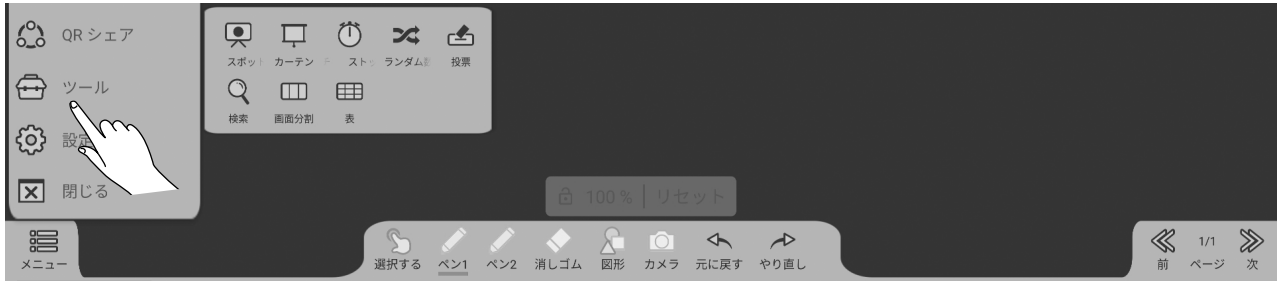 QR シェア
ツール
設定
閉じる
スポッ
カーテン
スト
ランダム
投票
検索
画面分割
表
100 %
リセット
メニュー
選択する
ペン1
ペン2
消しゴム
図形
カメラ
元に戻す
やり直し
前
1/1
ページ
次